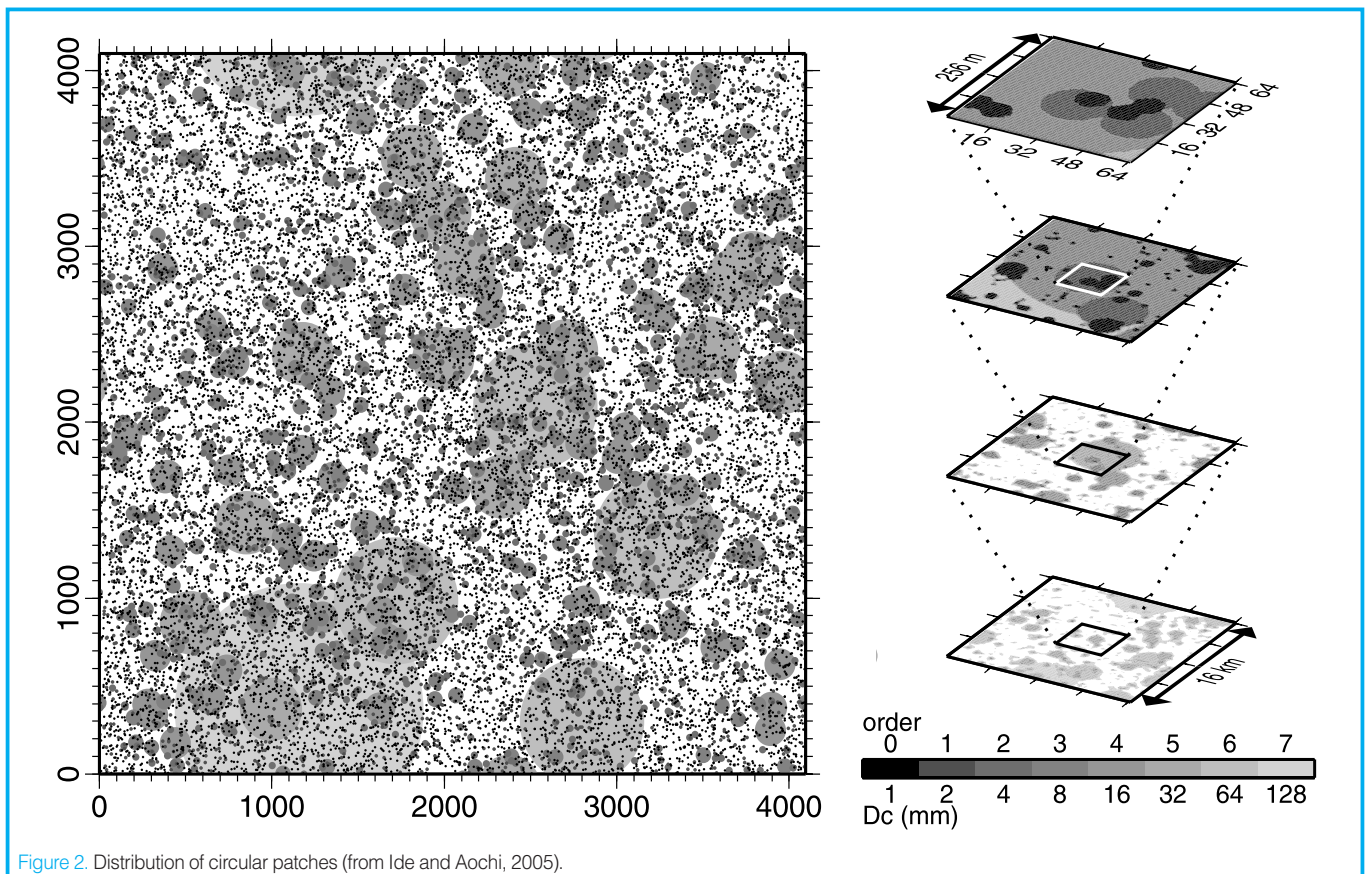 4000
3000
2000
1000
0
0 1000 2000 3000 4000
256 m
16 32 48 64
16 32 48 64
16 km
order
0 1 2 3 4 5 6 7
1 2 4 8 16 32 64 128
Dc (mm)
Figure 2. Distribution of circular patches (from Ide and Aochi, 2005).